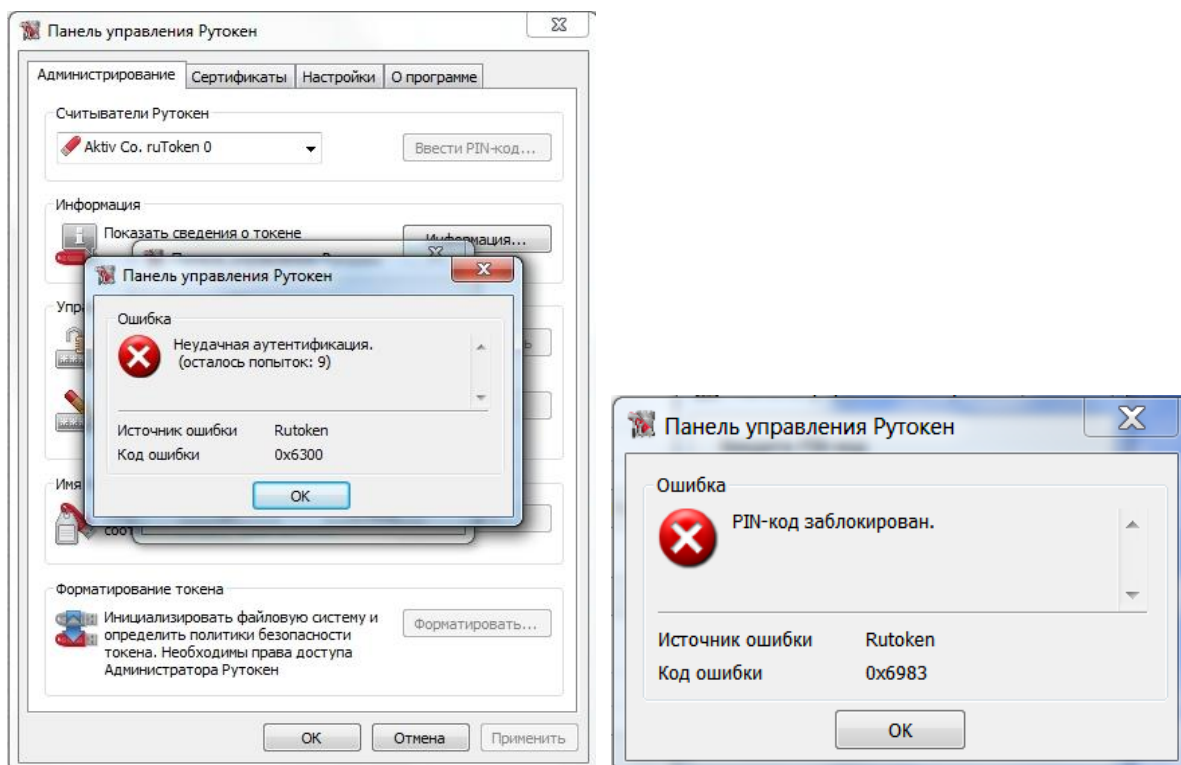 Панель управления Рутокен
Администрирование
Сертификаты
Настройки
О программе
Считыватели Рутокен
Aktiv Co. ruToken 0
Ввести PIN-код...
Информация
Показать сведения о токене
Информация...
Панель управления Рутокен
Ошибка
Неудачная аутентификация.
(осталось попыток: 9)
Источник ошибки
Rutoken
Код ошибки
0x6300
OK
Имя
Форматирование токена
Инициализировать файловую систему и
определить политики безопасности
токена. Необходимы права доступа
Администратора Рутокен
Форматировать...
OK
Отмена
Применить
Панель управления Рутокен
Ошибка
PIN-код заблокирован.
Источник ошибки
Rutoken
Код ошибки
0x6983
OK